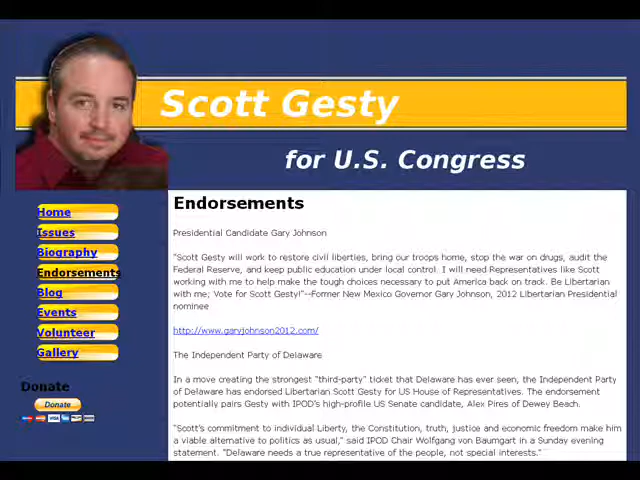 Scott Gesty
for U.S. Congress
Home
Issues
Biography
Endorsements
Blog
Events
Volunteer
Gallery
Donate
Donate
Endorsements
Presidential Candidate Gary Johnson
"Scott Gesty will work to restore civil liberties, bring our troops home, stop the war on drugs, audit the
Federal Reserve, and keep public education under local control. I will need Representatives like Scott
working with me to help make the tough choices necessary to put America back on track. Be Libertarian
with me; Vote for Scott Gesty!"--Former New Mexico Governor Gary Johnson, 2012 Libertarian Presidential
nominee
http://www.garyjohnson2012.com/
The Independent Party of Delaware
In a move creating the strongest "third-party" ticket that Delaware has ever seen, the Independent Party
of Delaware has endorsed Libertarian Scott Gesty for US House of Representatives. The endorsement
potentially pairs Gesty with IPOD's high-profile US Senate candidate, Alex Pires of Dewey Beach.
"Scott's commitment to individual Liberty, the Constitution, truth, justice and economic freedom make him
a viable alternative to politics as usual," said IPOD Chair Wolfgang von Baumgart in a Sunday evening
statement. "Delaware needs a true representative of the people, not special interests."